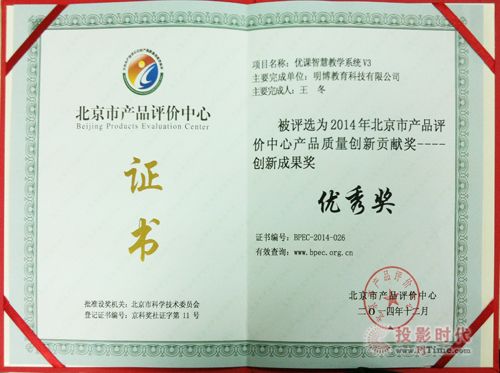 北京市产品评价中心
Beijing Products Evaluation Center
证书
批准设奖机关：北京市科学技术委员会
登记证书编号：京科奖社证字第 11 号
项目名称：优课智慧教学系统 V3
主要完成单位：明博教育科技有限公司
主要完成人：王 冬
被评选为2014年北京市产品评
价中心产品质量创新贡献奖----
创新成果奖
优秀奖
证书编号：BPEC-2014-026
有效查询：www.bpec.org.cn
北京市产品评价中心
二〇一四年十二月
投影时代
www.PjTime.com